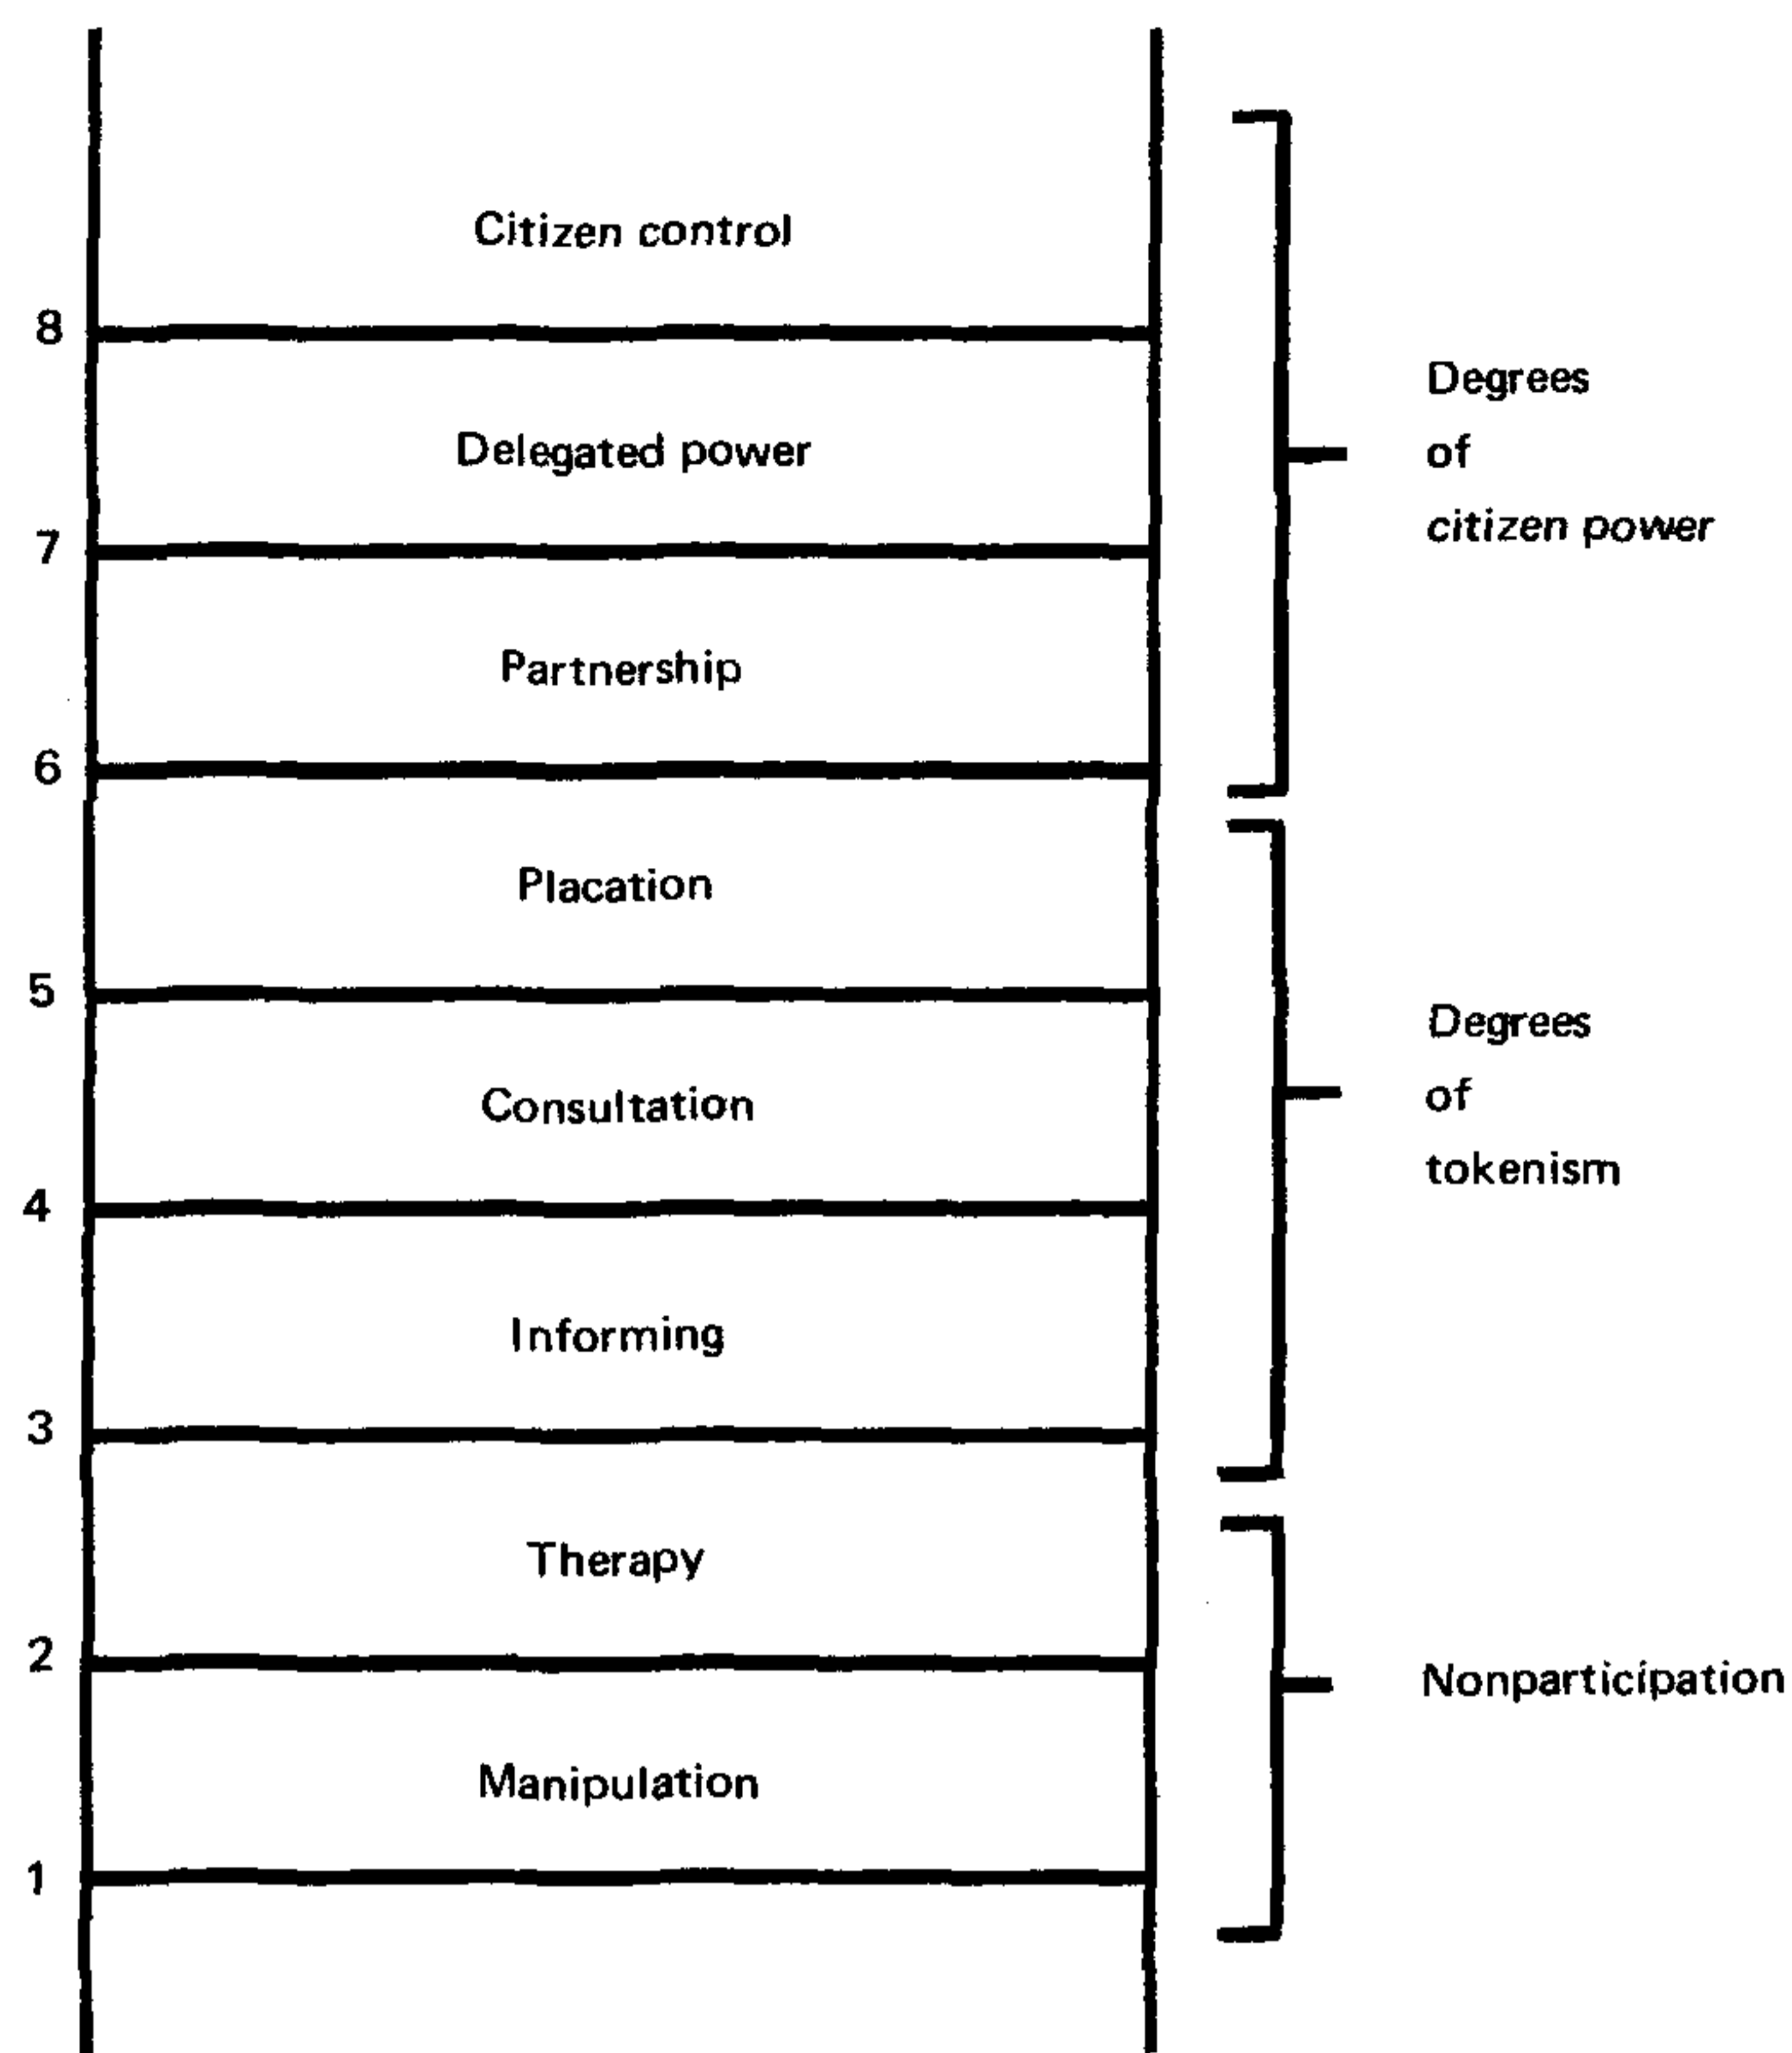 Citizen control
8
Delegated power
7
Partnership
6
Placation
5
Consultation
4
Informing
3
Therapy
2
Manipulation
1
Degrees
of
citizen power
Degrees
of
tokenism
Nonparticipation